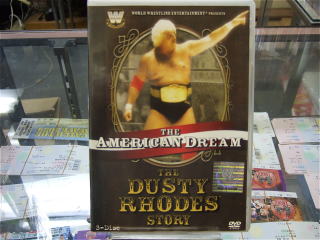 WORLD WRESTLING ENTERTAINMENT PRESENTS
THE
AMERICAN DREAM
THE
DUSTY
RHODES
STORY
3-Disc
DVD